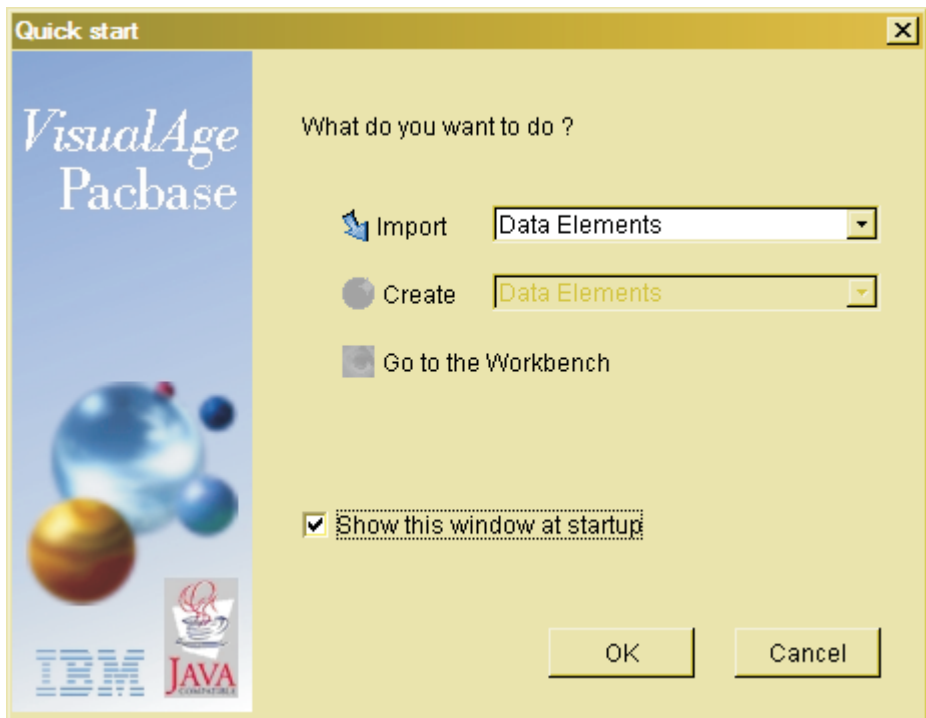 Quick start
VisualAge
Pacbase
What do you want to do ?
Import
Data Elements
Create
Data Elements
Go to the Workbench
Show this window at startup
IBM
JAVA
COMPATIBLE
OK
Cancel